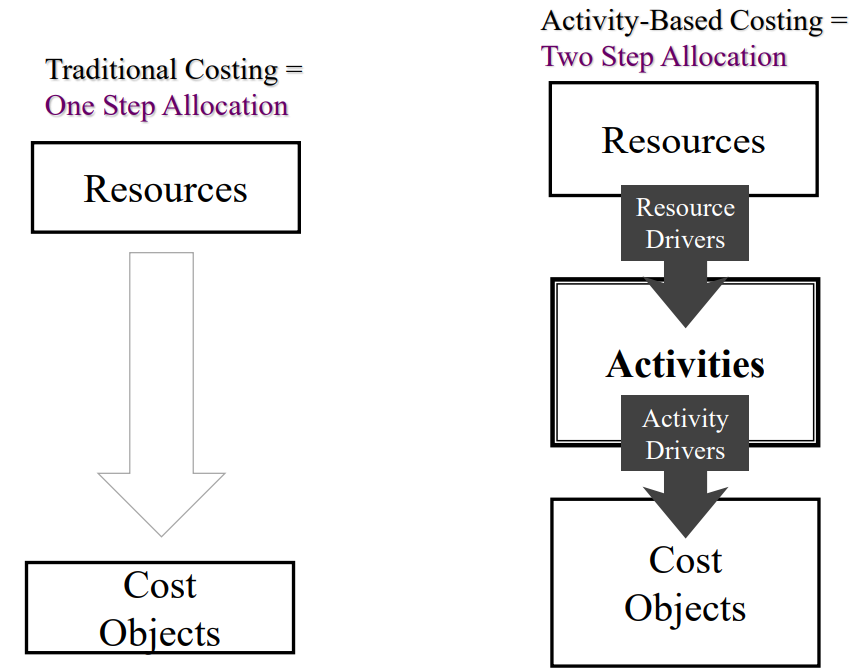 Traditional Costing =
One Step Allocation
Resources
Cost
Objects
Activity-Based Costing =
Two Step Allocation
Resources
Resource
Drivers
Activities
Activity
Drivers
Cost
Objects